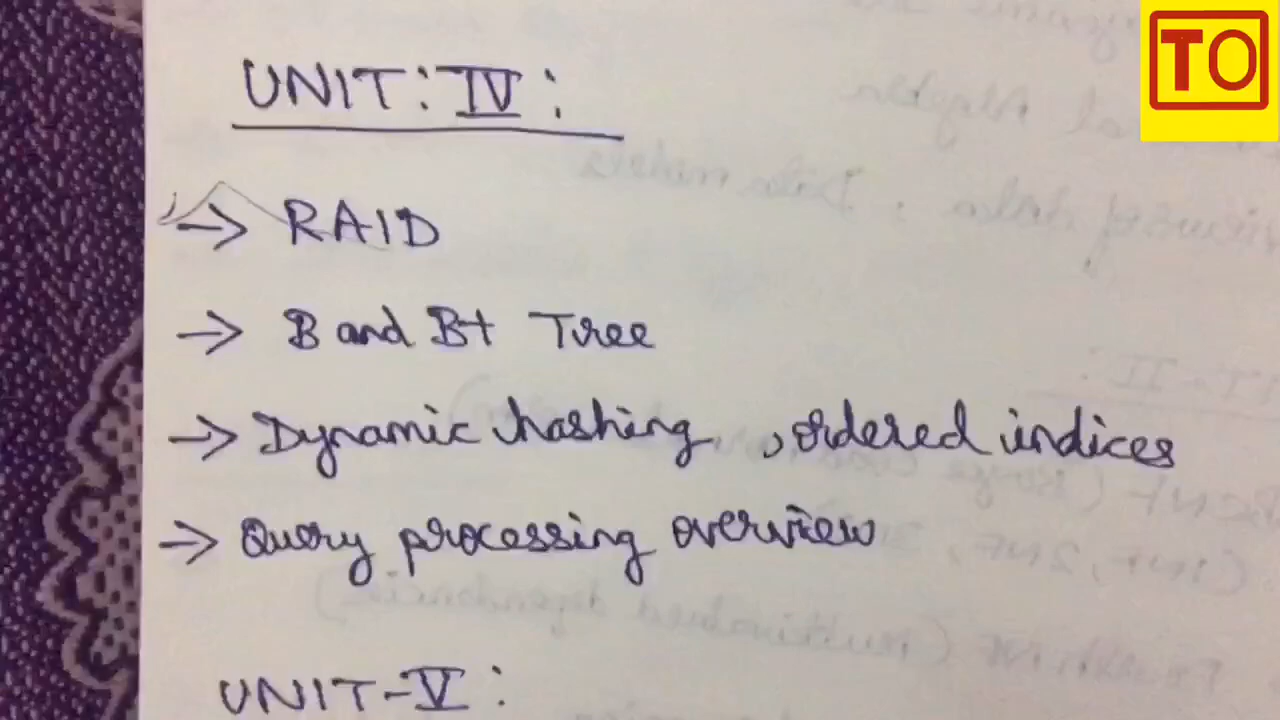 TO
UNIT: IV:
→ RAID
→ B and B+ Tree
→ Dynamic hashing, ordered indices
→ Query processing overview
UNIT-V: